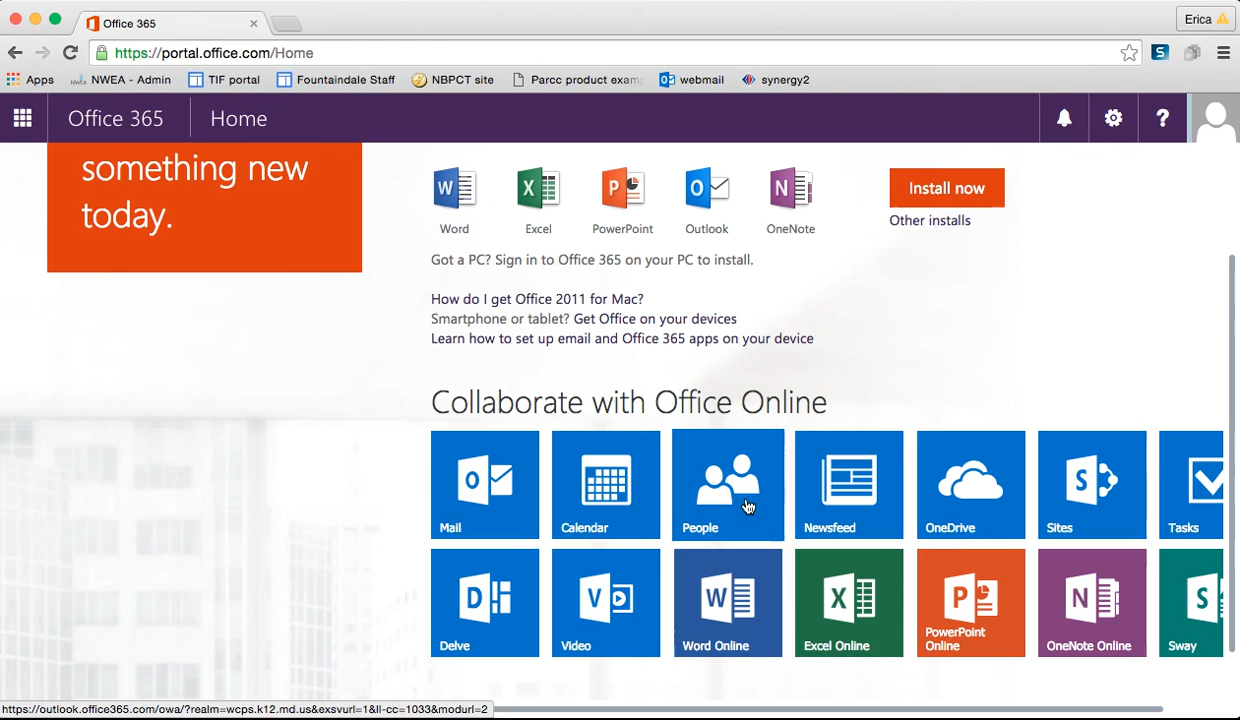 Office 365
Erica
https://portal.office.com/Home
Apps NWEA - Admin TIF portal Fountaindale Staff NBPCT site Parcc product exam webmail synergy2
Office 365 Home
something new
today.
Word Excel PowerPoint Outlook OneNote
Install now
Other installs
Got a PC? Sign in to Office 365 on your PC to install.
How do I get Office 2011 for Mac?
Smartphone or tablet? Get Office on your devices
Learn how to set up email and Office 365 apps on your device
Collaborate with Office Online
Mail Calendar People Newsfeed OneDrive Sites Tasks
Delve Video Word Online Excel Online PowerPoint Online OneNote Online Sway
https://outlook.office365.com/owa/?realm=wcps.k12.md.us&exsvurl=1&ll-cc=1033&modurl=2